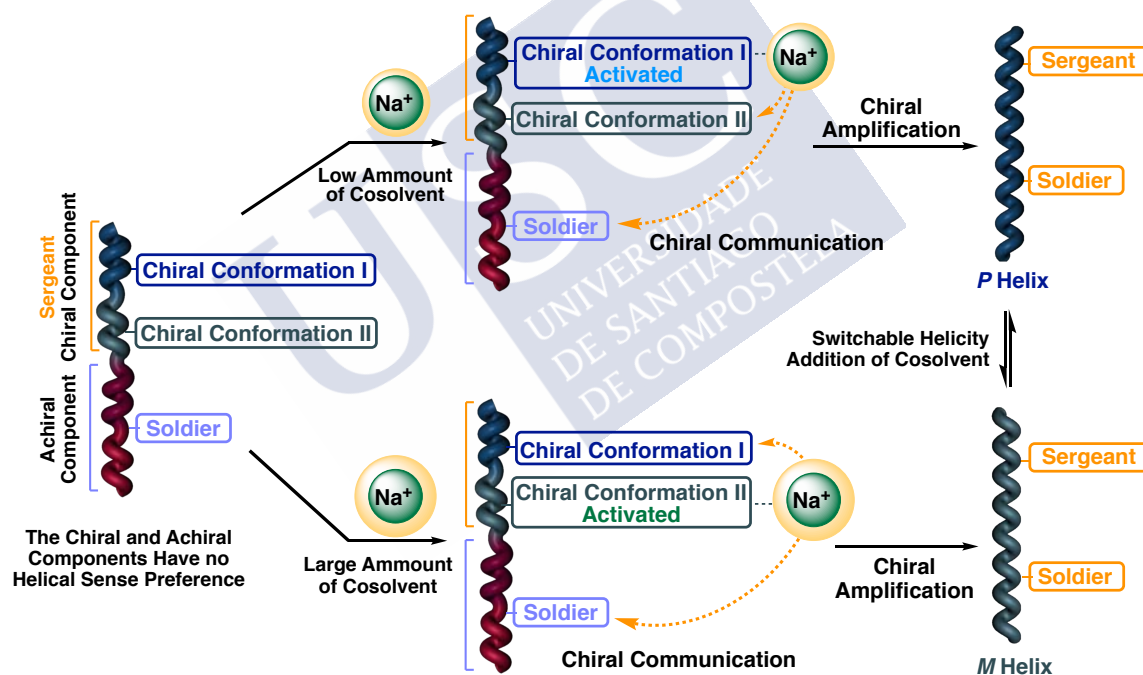 Sergeant
Chiral Component
Achiral
Component
Chiral Conformation I
Chiral Conformation II
Soldier
The Chiral and Achiral
Components Have no
Helical Sense Preference
Na+
Low Ammount
of Cosolvent
Chiral Conformation I
Activated
Chiral Conformation II
Soldier
Na+
Chiral Communication
Chiral
Amplification
Sergeant
Soldier
P Helix
Switchable Helicity
Addition of Cosolvent
Na+
Large Ammount
of Cosolvent
Chiral Conformation I
Chiral Conformation II
Activated
Soldier
Na+
Chiral Communication
Chiral
Amplification
Sergeant
Soldier
M Helix
USC
UNIVERSIDADE
DE SANTIAGO
DE COMPOSTELA